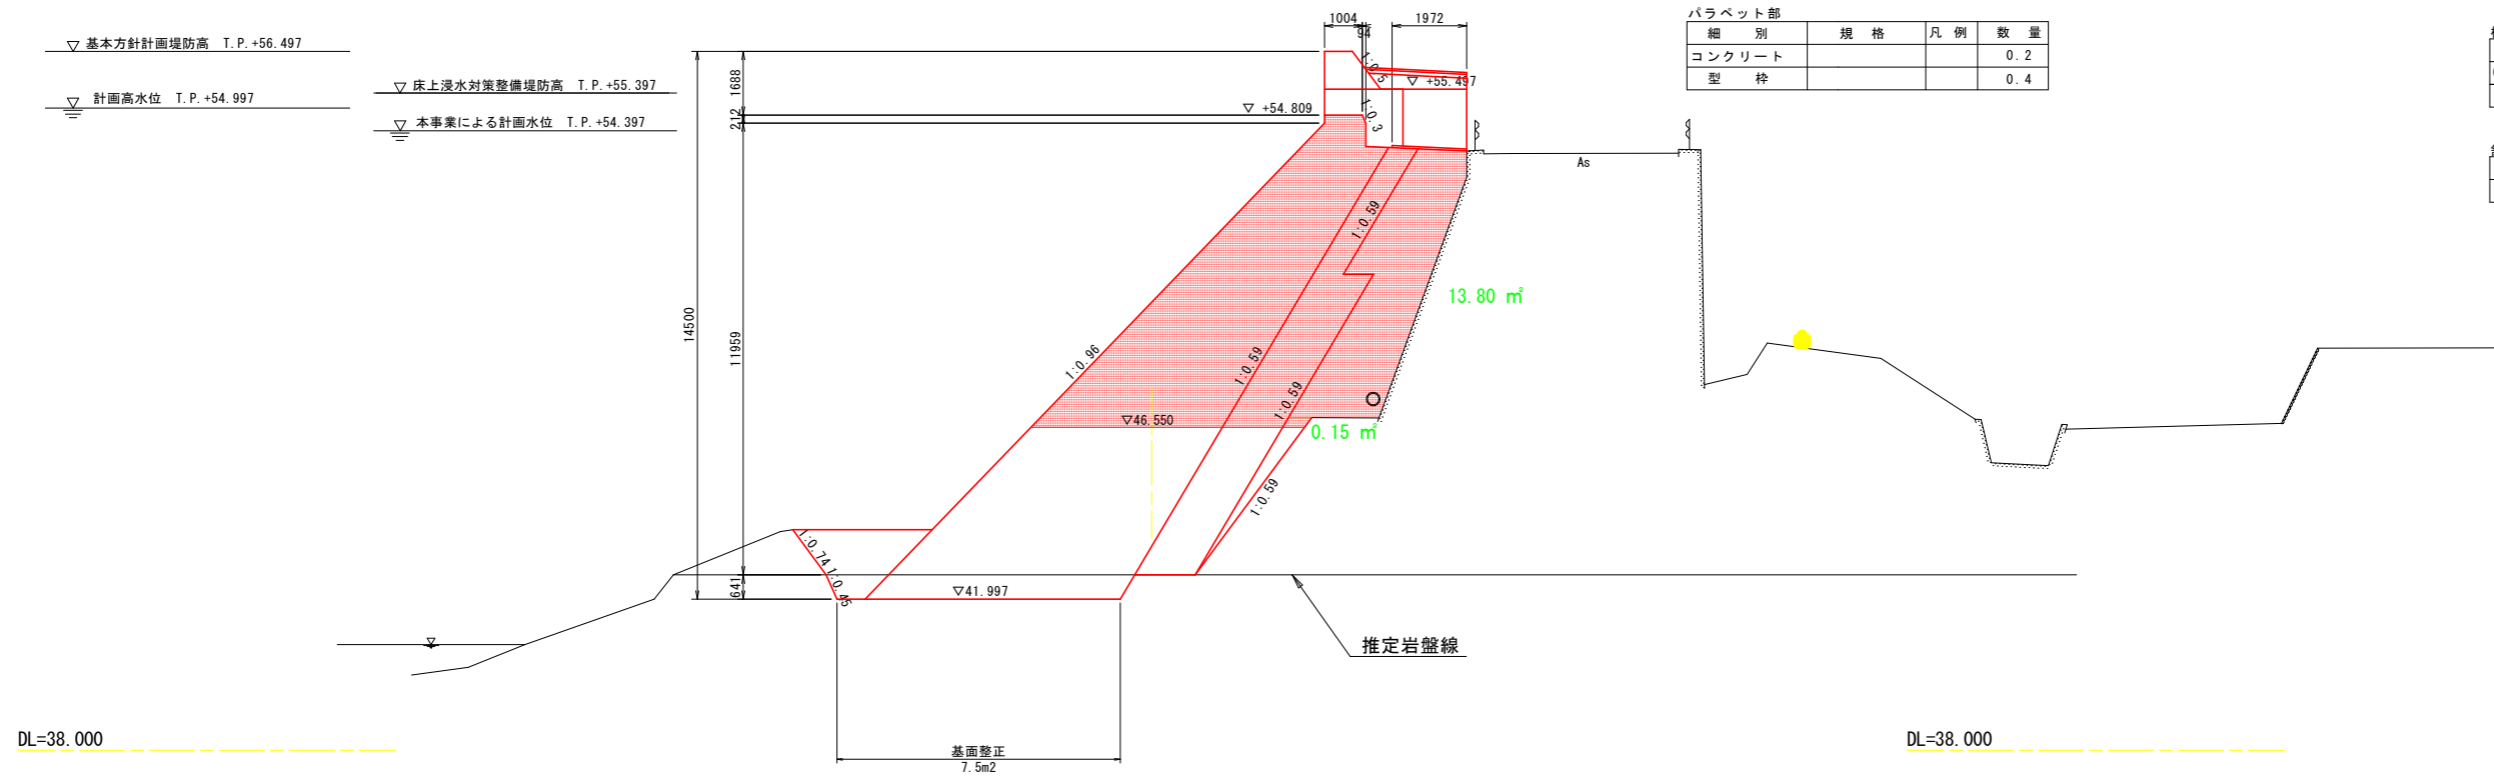 基本方針計画堤防高 T.P.+56.497
計画高水位 T.P.+54.997
床上浸水対策整備堤防高 T.P.+55.397
本事業による計画水位 T.P.+54.397
1004
94
1972
1688
212
14500
11959
641
+54.809
+55.497
1:0.5
1:0.3
パラペット部
細 別 規 格 凡 例 数 量
コンクリート 0.2
型 枠 0.4
As
1:0.59
1:0.96
1:0.59
1:0.59
13.80 ㎡
▽46.550
0.15 ㎡
1:0.59
1:0.74
1:0.45
▽41.997
推定岩盤線
基面整正
7.5m2
DL=38.000
DL=38.000